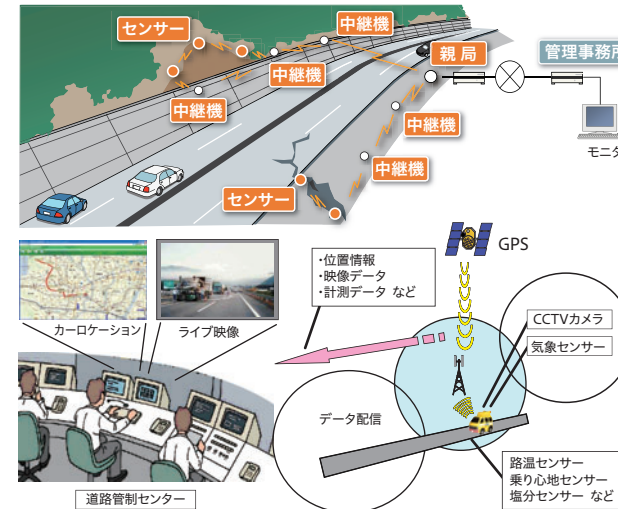 センサー
中継機
中継機
中継機
親局
管理事務所
モニタ
中継機
中継機
センサー
GPS
・位置情報
・映像データ
・計測データ など
カーロケーション
ライブ映像
CCTVカメラ
気象センサー
データ配信
路温センサー
乗り心地センサー
塩分センサー など
道路管制センター